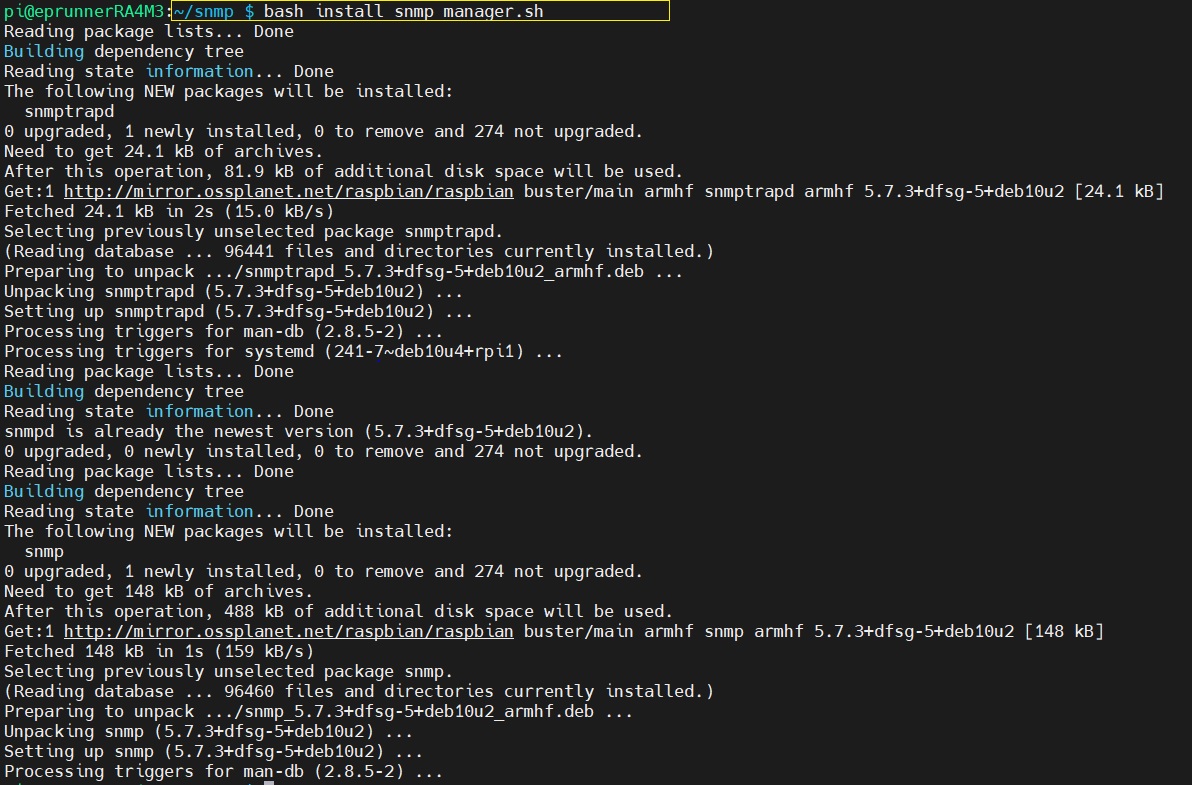 pi@eprunnerRA4M3:~/snmp $ bash install_snmp_manager.sh
Reading package lists... Done
Building dependency tree
Reading state information... Done
The following NEW packages will be installed:
  snmptrapd
0 upgraded, 1 newly installed, 0 to remove and 274 not upgraded.
Need to get 24.1 kB of archives.
After this operation, 81.9 kB of additional disk space will be used.
Get:1 http://mirror.ossplanet.net/raspbian/raspbian buster/main armhf snmptrapd armhf 5.7.3+dfsg-5+deb10u2 [24.1 kB]
Fetched 24.1 kB in 2s (15.0 kB/s)
Selecting previously unselected package snmptrapd.
(Reading database ... 96441 files and directories currently installed.)
Preparing to unpack .../snmptrapd_5.7.3+dfsg-5+deb10u2_armhf.deb ...
Unpacking snmptrapd (5.7.3+dfsg-5+deb10u2) ...
Setting up snmptrapd (5.7.3+dfsg-5+deb10u2) ...
Processing triggers for man-db (2.8.5-2) ...
Processing triggers for systemd (241-7~deb10u4+rpi1) ...
Reading package lists... Done
Building dependency tree
Reading state information... Done
snmpd is already the newest version (5.7.3+dfsg-5+deb10u2).
0 upgraded, 0 newly installed, 0 to remove and 274 not upgraded.
Reading package lists... Done
Building dependency tree
Reading state information... Done
The following NEW packages will be installed:
  snmp
0 upgraded, 1 newly installed, 0 to remove and 274 not upgraded.
Need to get 148 kB of archives.
After this operation, 488 kB of additional disk space will be used.
Get:1 http://mirror.ossplanet.net/raspbian/raspbian buster/main armhf snmp armhf 5.7.3+dfsg-5+deb10u2 [148 kB]
Fetched 148 kB in 1s (159 kB/s)
Selecting previously unselected package snmp.
(Reading database ... 96460 files and directories currently installed.)
Preparing to unpack .../snmp_5.7.3+dfsg-5+deb10u2_armhf.deb ...
Unpacking snmp (5.7.3+dfsg-5+deb10u2) ...
Setting up snmp (5.7.3+dfsg-5+deb10u2) ...
Processing triggers for man-db (2.8.5-2) ...